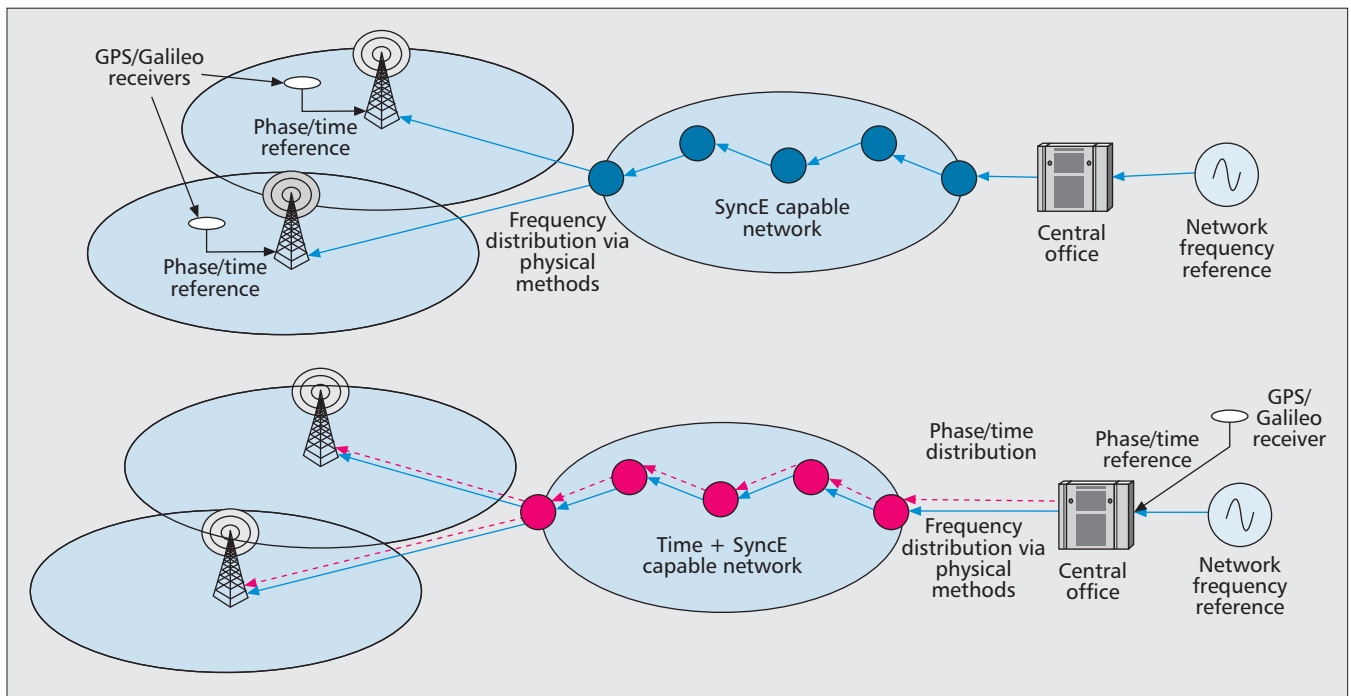 GPS/Galileo
receivers
Phase/time
reference
Phase/time
reference
Frequency
distribution via
physical
methods
SyncE capable
network
Central
office
Network
frequency
reference
GPS/
Galileo
receiver
Phase/time
distribution
Phase/time
reference
Time + SyncE
capable network
Frequency
distribution via
physical
methods
Central
office
Network
frequency
reference